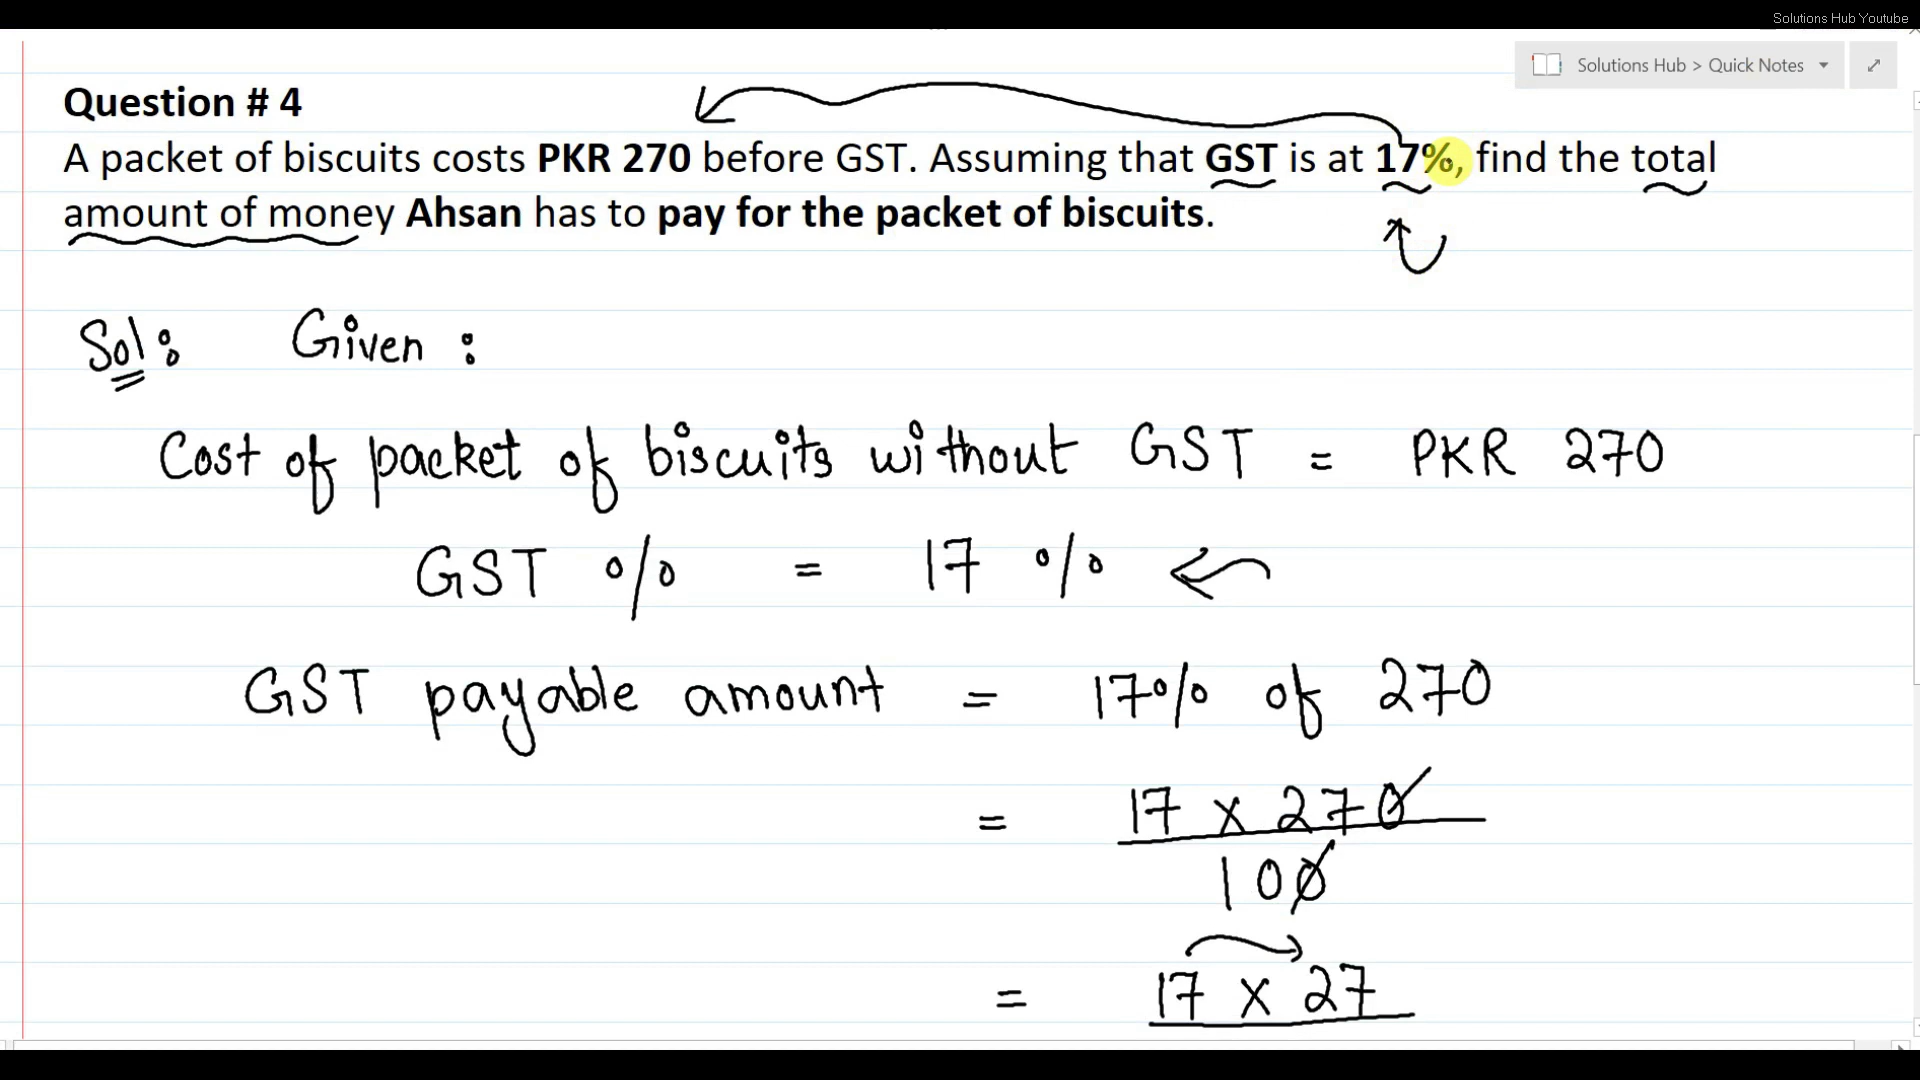 Solutions Hub Youtube
Solutions Hub > Quick Notes
Question # 4
A packet of biscuits costs PKR 270 before GST. Assuming that GST is at 17%, find the total
amount of money Ahsan has to pay for the packet of biscuits.
Sol: Given :
Cost of packet of biscuits without GST = PKR 270
GST % = 17 %
GST payable amount = 17% of 270
= 17 x 270
100
= 17 x 27